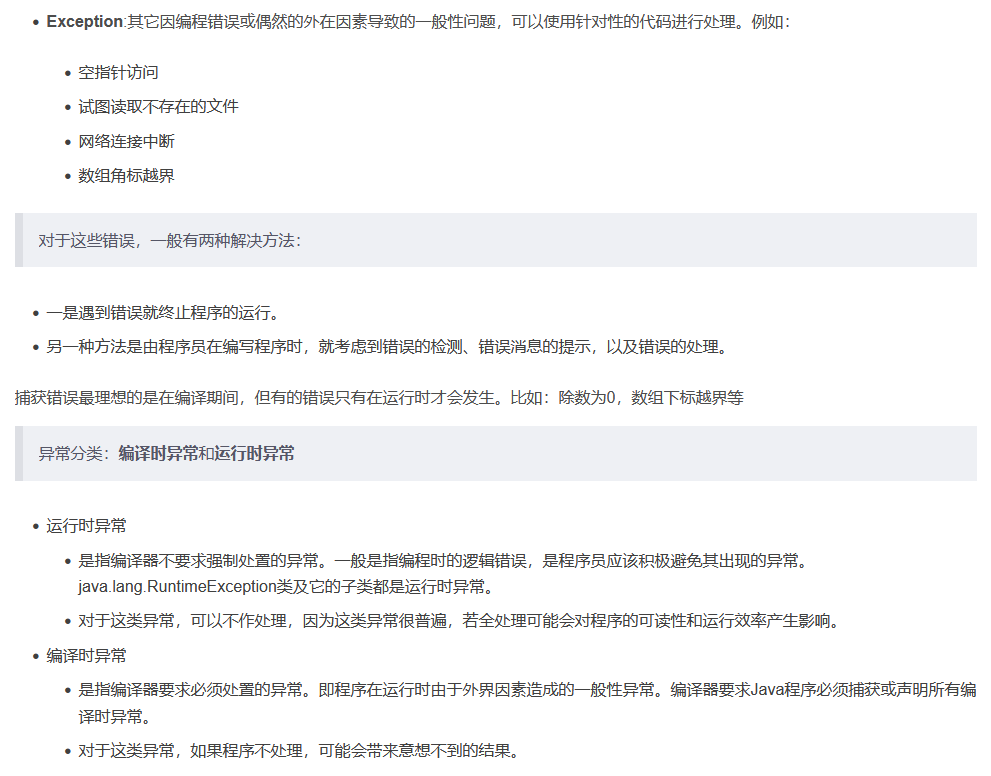 Exception:其它因编程错误或偶然的外在因素导致的一般性问题，可以使用针对性的代码进行处理。例如：
空指针访问
试图读取不存在的文件
网络连接中断
数组角标越界
对于这些错误，一般有两种解决方法：
一是遇到错误就终止程序的运行。
另一种方法是由程序员在编写程序时，就考虑到错误的检测、错误消息的提示，以及错误的处理。
捕获错误最理想的是在编译期间，但有的错误只有在运行时才会发生。比如：除数为0，数组下标越界等
异常分类：编译时异常和运行时异常
运行时异常
是指编译器不要求强制处置的异常。一般是指编程时的逻辑错误，是程序员应该积极避免其出现的异常。
java.lang.RuntimeException类及它的子类都是运行时异常。
对于这类异常，可以不作处理，因为这类异常很普遍，若全处理可能会对程序的可读性和运行效率产生影响。
编译时异常
是指编译器要求必须处置的异常。即程序在运行时由于外界因素造成的一般性异常。编译器要求Java程序必须捕获或声明所有编
译时异常。
对于这类异常，如果程序不处理，可能会带来意想不到的结果。